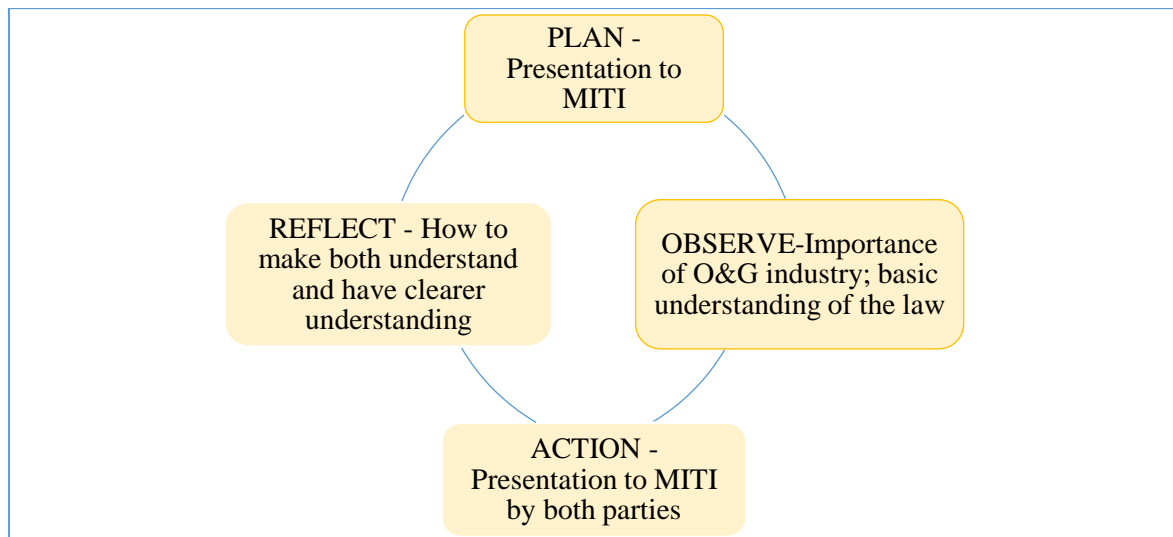 PLAN -
Presentation to
MITI
REFLECT - How to
make both understand
and have clearer
understanding
OBSERVE-Importance
of O&G industry; basic
understanding of the law
ACTION -
Presentation to MITI
by both parties